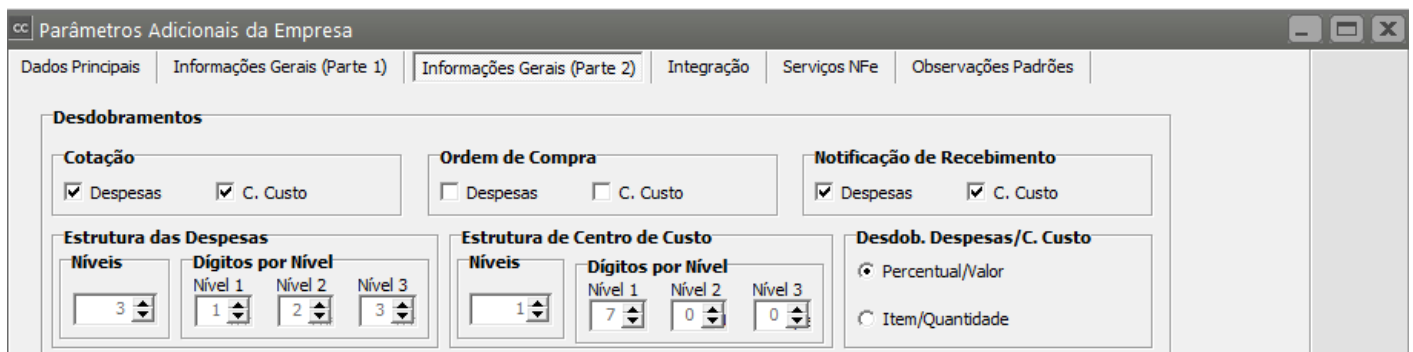 cc Parâmetros Adicionais da Empresa
Dados Principais Informações Gerais (Parte 1) Informações Gerais (Parte 2) Integração Serviços NFe Observações Padrões
Desdobramentos
Cotação Ordem de Compra Notificação de Recebimento
Despesas C. Custo Despesas C. Custo Despesas C. Custo
Estrutura das Despesas Estrutura de Centro de Custo Desdob. Despesas/C. Custo
Níveis Dígitos por Nível Níveis Dígitos por Nível Percentual/Valor
Nível 1 Nível 2 Nível 3 Nível 1 Nível 2 Nível 3
3 1 2 3 1 7 0 0 Item/Quantidade